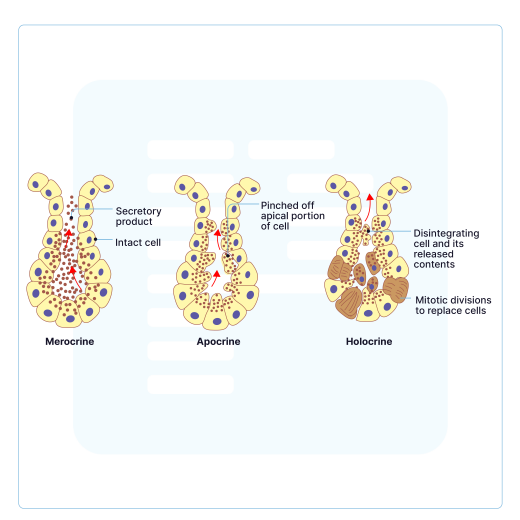 Secretory
product
Intact cell
Merocrine
Pinched off
apical portion
of cell
Apocrine
Disintegrating
cell and its
released
contents
Mitotic divisions
to replace cells
Holocrine